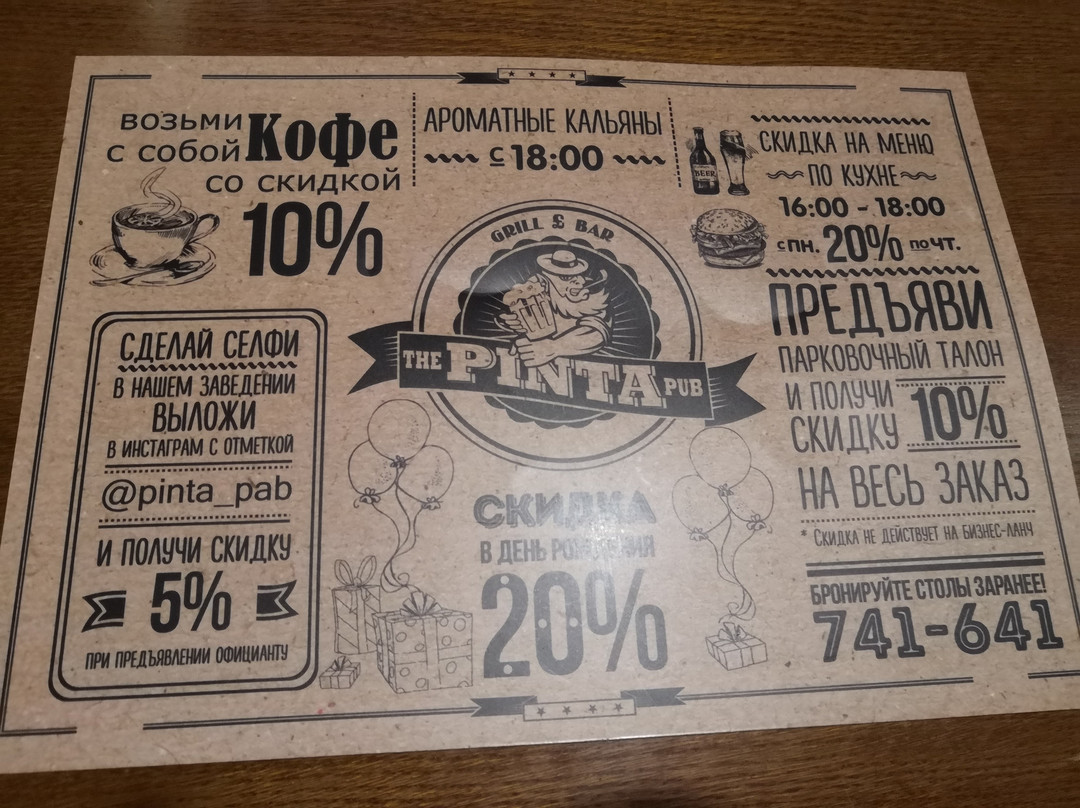 ВОЗЬМИ Кофе
С СОБОЙ
СО СКИДКОЙ
10%
АРОМАТНЫЕ КАЛЬЯНЫ
С 18:00
BEER
СКИДКА НА МЕНЮ
ПО КУХНЕ
16:00 - 18:00
с ПН. 20% по ЧТ.
GRILL & BAR
THE PINTA PUB
СДЕЛАЙ СЕЛФИ
В НАШЕМ ЗАВЕДЕНИИ
ВЫЛОЖИ
В ИНСТАГРАМ С ОТМЕТКОЙ
@pinta_pab
И ПОЛУЧИ СКИДКУ
5%
ПРИ ПРЕДЪЯВЛЕНИИ ОФИЦИАНТУ
СКИДКА
В ДЕНЬ РОЖДЕНИЯ
20%
ПРЕДЪЯВИ
ПАРКОВОЧНЫЙ ТАЛОН
И ПОЛУЧИ
СКИДКУ 10%
НА ВЕСЬ ЗАКАЗ
* СКИДКА НЕ ДЕЙСТВУЕТ НА БИЗНЕС-ЛАНЧ
БРОНИРУЙТЕ СТОЛЫ ЗАРАНЕЕ!
741-641